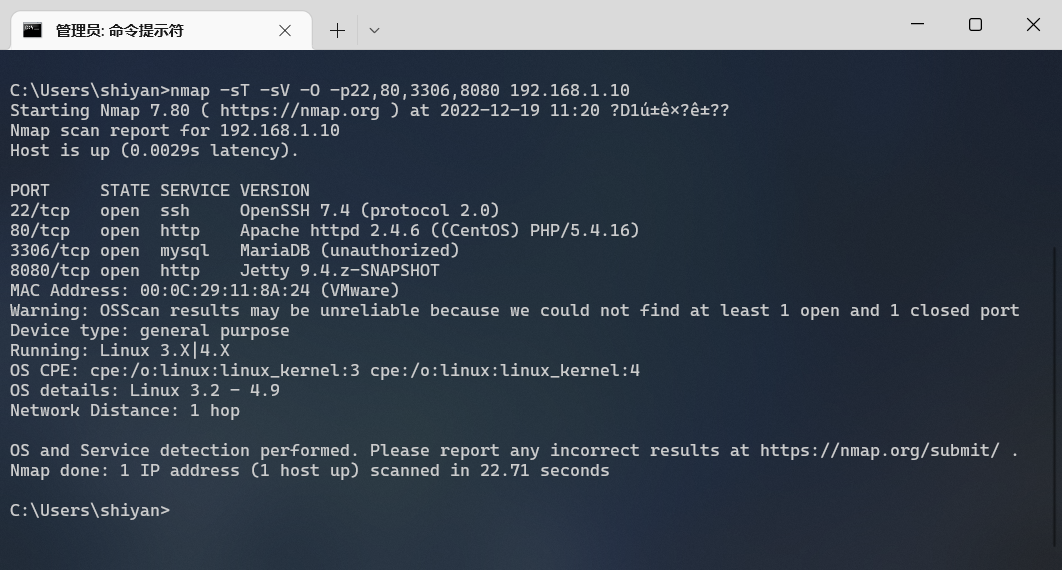 管理员: 命令提示符
C:\Users\shiyan>nmap -sT -sV -O -p22,80,3306,8080 192.168.1.10
Starting Nmap 7.80 ( https://nmap.org ) at 2022-12-19 11:20 ?D1ú±ê×?ê±??
Nmap scan report for 192.168.1.10
Host is up (0.0029s latency).
PORT     STATE SERVICE VERSION
22/tcp   open  ssh     OpenSSH 7.4 (protocol 2.0)
80/tcp   open  http    Apache httpd 2.4.6 ((CentOS) PHP/5.4.16)
3306/tcp open  mysql   MariaDB (unauthorized)
8080/tcp open  http    Jetty 9.4.z-SNAPSHOT
MAC Address: 00:0C:29:11:8A:24 (VMware)
Warning: OSScan results may be unreliable because we could not find at least 1 open and 1 closed port
Device type: general purpose
Running: Linux 3.X|4.X
OS CPE: cpe:/o:linux:linux_kernel:3 cpe:/o:linux:linux_kernel:4
OS details: Linux 3.2 - 4.9
Network Distance: 1 hop
OS and Service detection performed. Please report any incorrect results at https://nmap.org/submit/ .
Nmap done: 1 IP address (1 host up) scanned in 22.71 seconds
C:\Users\shiyan>